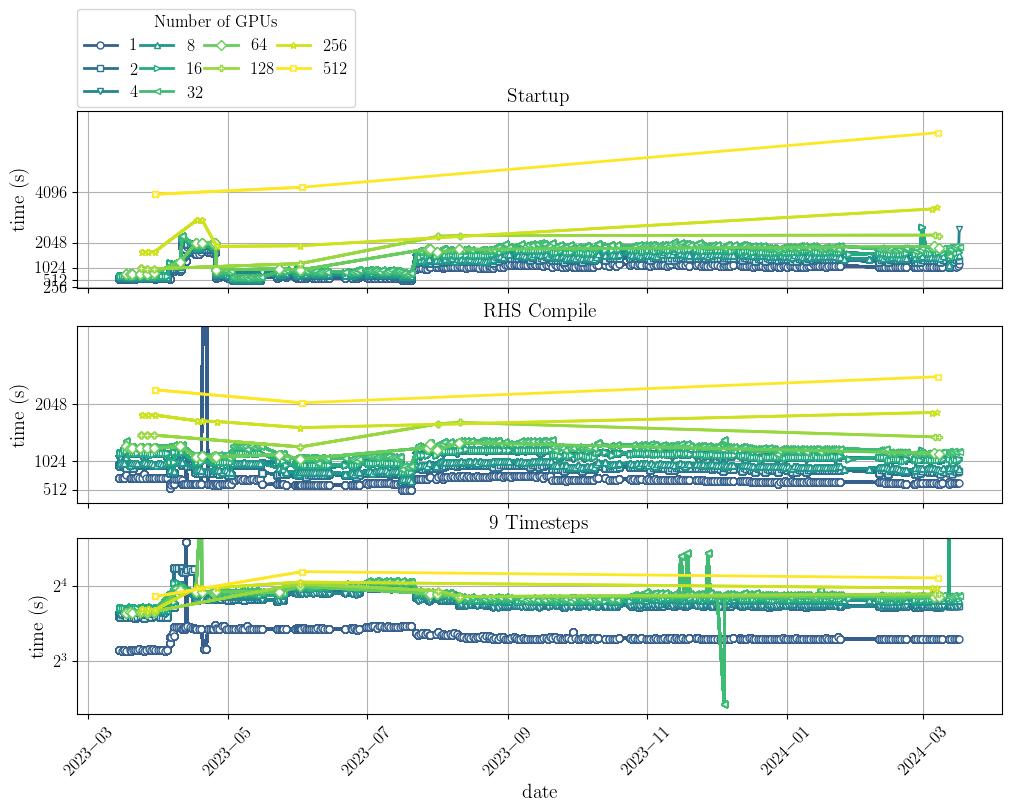 Number of GPUs
1 8 64 256
2 16 128 512
4 32
Startup
time (s)
4096
2048
1024
512
256
RHS Compile
time (s)
2048
1024
512
9 Timesteps
time (s)
2^4
2^3
2023−03 2023−05 2023−07 2023−09 2023−11 2024−01 2024−03
date